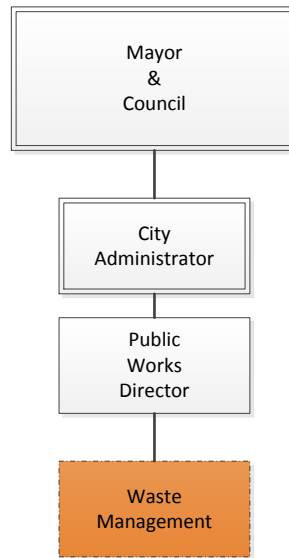 Mayor
&
Council
City
Administrator
Public
Works
Director
Waste
Management